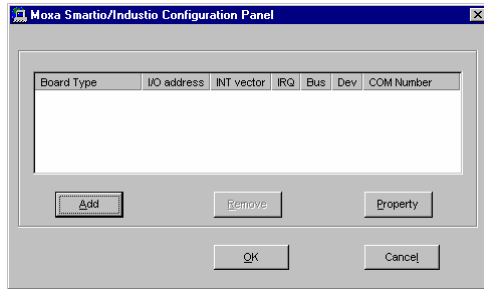 Moxa Smartio/Industio Configuration Panel
Board Type I/O address INT vector IRQ Bus Dev COM Number
Add Remove Property
OK Cancel